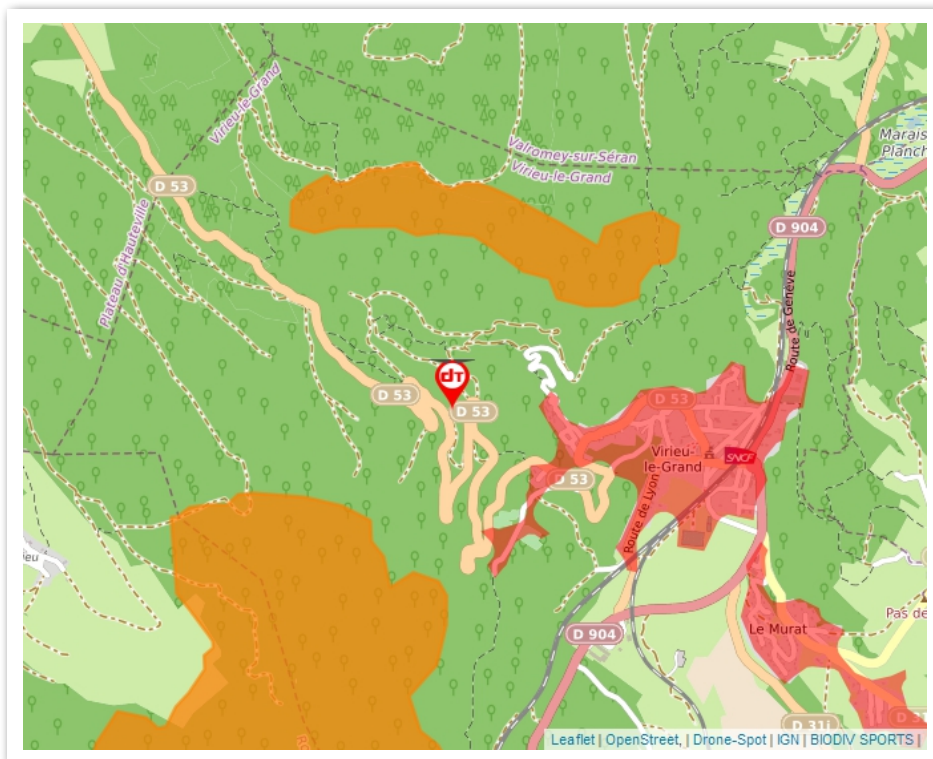 Virieu-le-Grand
Plateau d'Hauteville
D 53
Valromey-sur-Séran
Virieu-le-Grand
Marais
Planch
D 904
Route de Genève
D 53
dT
D 53
D 53
Virieu-
le-Grand
SNCF
D 53
Route de Lyon
ieu
D 904
Le Murat
Pas de
D 31j
D 31
Leaflet | OpenStreet, | Drone-Spot | IGN | BIODIV SPORTS |